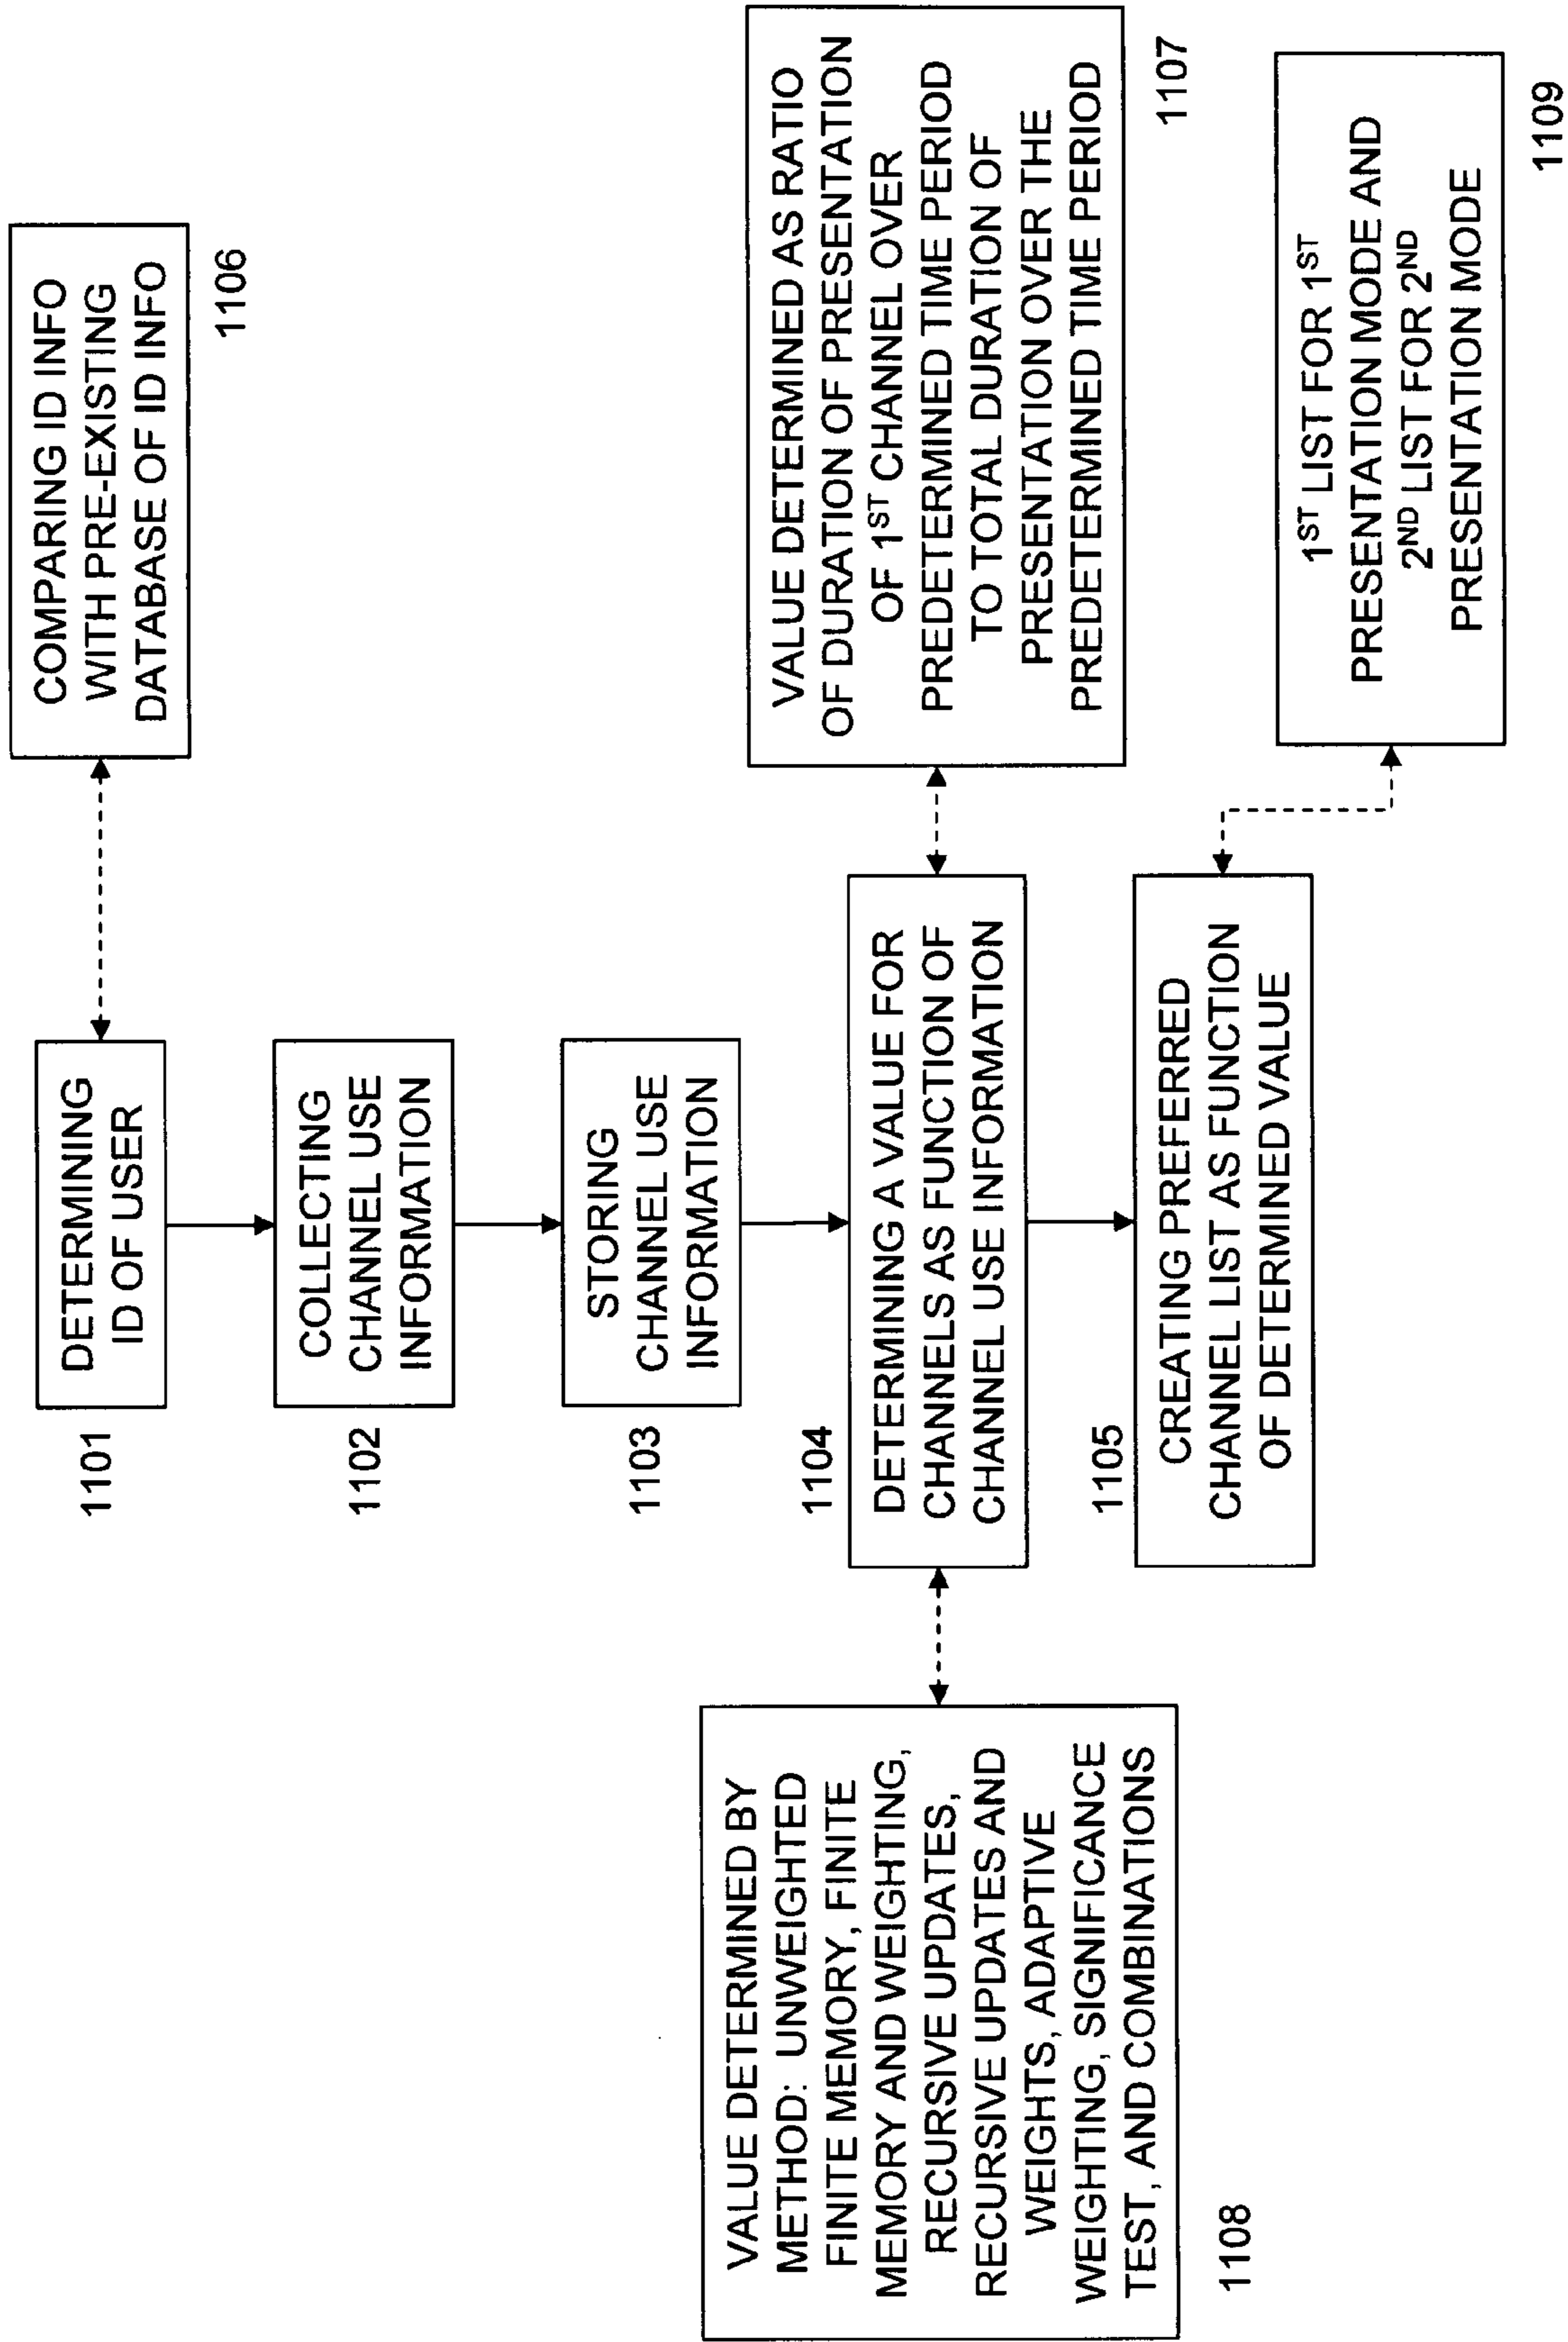 DETERMINING
ID OF USER
1101
COMPARING ID INFO
WITH PRE-EXISTING
DATABASE OF ID INFO
1106
COLLECTING
CHANNEL USE
INFORMATION
1102
STORING
CHANNEL USE
INFORMATION
1103
VALUE DETERMINED BY
METHOD: UNWEIGHTED
FINITE MEMORY, FINITE
MEMORY AND WEIGHTING,
RECURSIVE UPDATES,
RECURSIVE UPDATES AND
WEIGHTS, ADAPTIVE
WEIGHTING, SIGNIFICANCE
TEST, AND COMBINATIONS
1108
1104
DETERMINING A VALUE FOR
CHANNELS AS FUNCTION OF
CHANNEL USE INFORMATION
VALUE DETERMINED AS RATIO
OF DURATION OF PRESENTATION
OF 1ST CHANNEL OVER
PREDETERMINED TIME PERIOD
TO TOTAL DURATION OF
PRESENTATION OVER THE
PREDETERMINED TIME PERIOD
1107
1105
CREATING PREFERRED
CHANNEL LIST AS FUNCTION
OF DETERMINED VALUE
1ST LIST FOR 1ST
PRESENTATION MODE AND
2ND LIST FOR 2ND
PRESENTATION MODE
1109